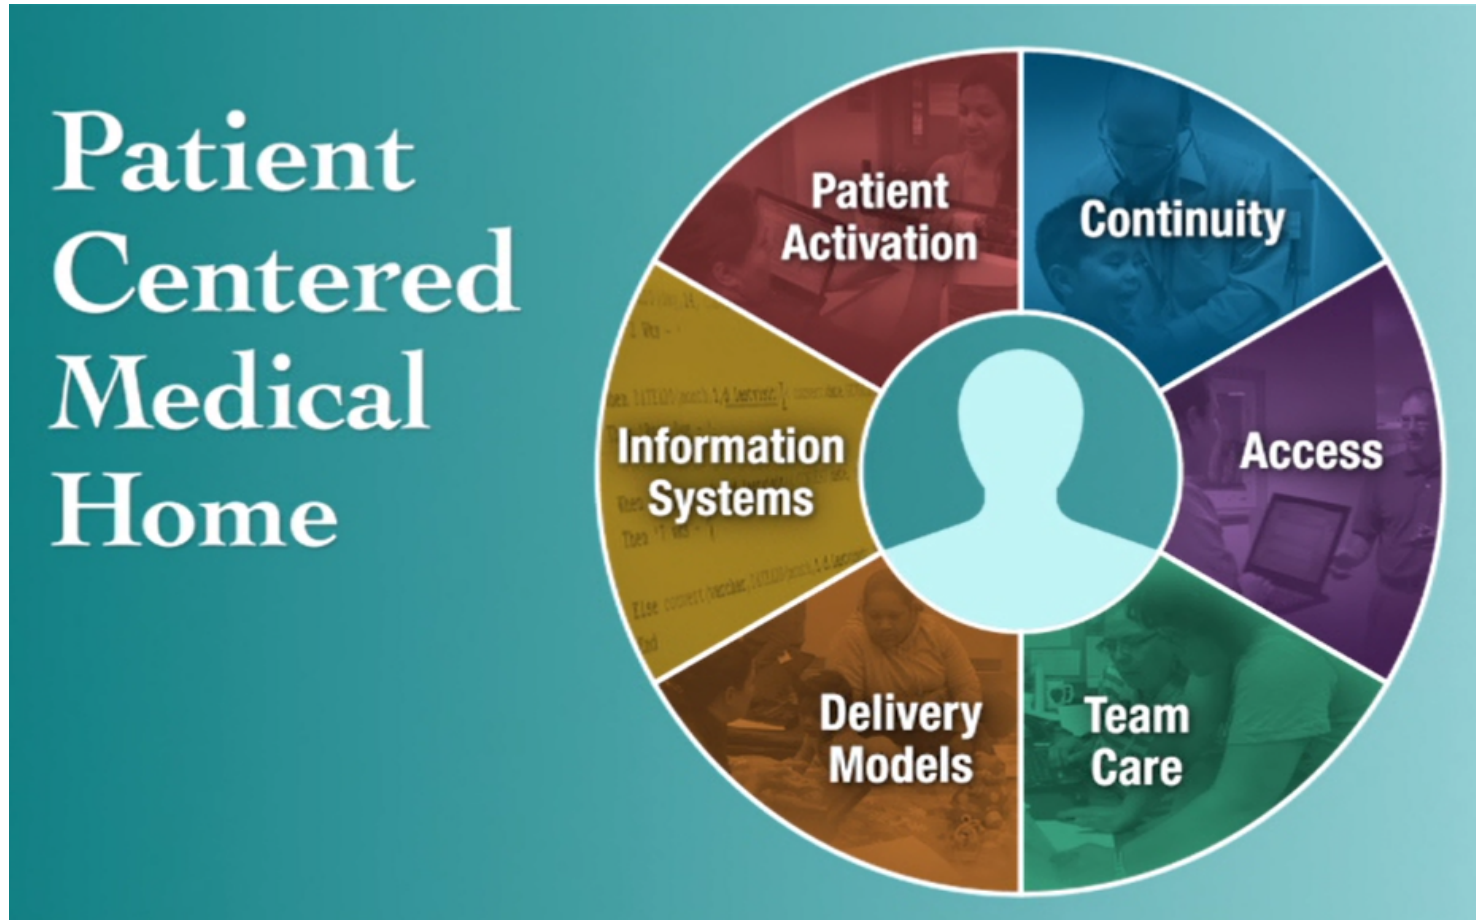 Patient
Centered
Medical
Home
Patient
Activation
Continuity
Access
Team
Care
Delivery
Models
Information
Systems